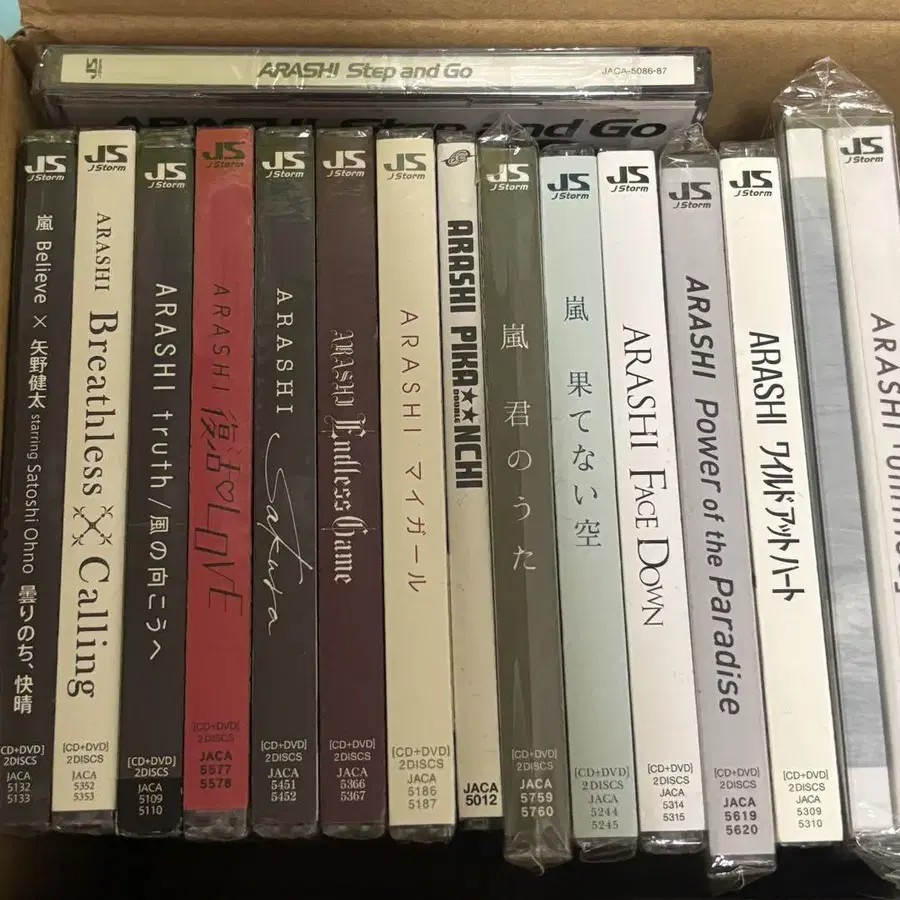 ARASHI Step and Go
JACA-5086-87
ARASHI Step and Go
JS
J Storm
嵐 Believe × 矢野健太 starring Satoshi Ohno 曇りのち、快晴
[CD+DVD]
2DISCS
JACA
5132
5133
JS
J Storm
ARASHI Breathless × Calling
[CD+DVD]
2DISCS
JACA
5352
5353
JS
J Storm
ARASHI truth/風の向こうへ
[CD+DVD]
2DISCS
JACA
5109
5110
JS
J Storm
ARASHI 復活♡LOVE
[CD+DVD]
2DISCS
JACA
5577
5578
JS
J Storm
ARASHI Sakura
[CD+DVD]
2DISCS
JACA
5451
5452
JS
J Storm
ARASHI Endless Game
[CD+DVD]
2DISCS
JACA
5366
5367
JS
J Storm
ARASHI マイガール
[CD+DVD]
2DISCS
JACA
5186
5187
ARASHI PIKA★★NCHI
DOUBLE
JACA
5012
JS
J Storm
嵐 君のうた
[CD+DVD]
2DISCS
JACA
5759
5760
JS
J Storm
嵐 果てない空
[CD+DVD]
2DISCS
JACA
5244
5245
JS
J Storm
ARASHI FACE DOWN
[CD+DVD]
2DISCS
JACA
5314
5315
JS
J Storm
ARASHI Power of the Paradise
[CD+DVD]
2DISCS
JACA
5619
5620
JS
J Storm
ARASHI ワイルド アット ハート
[CD+DVD]
2DISCS
JACA
5309
5310
JS
J Storm
ARASHI